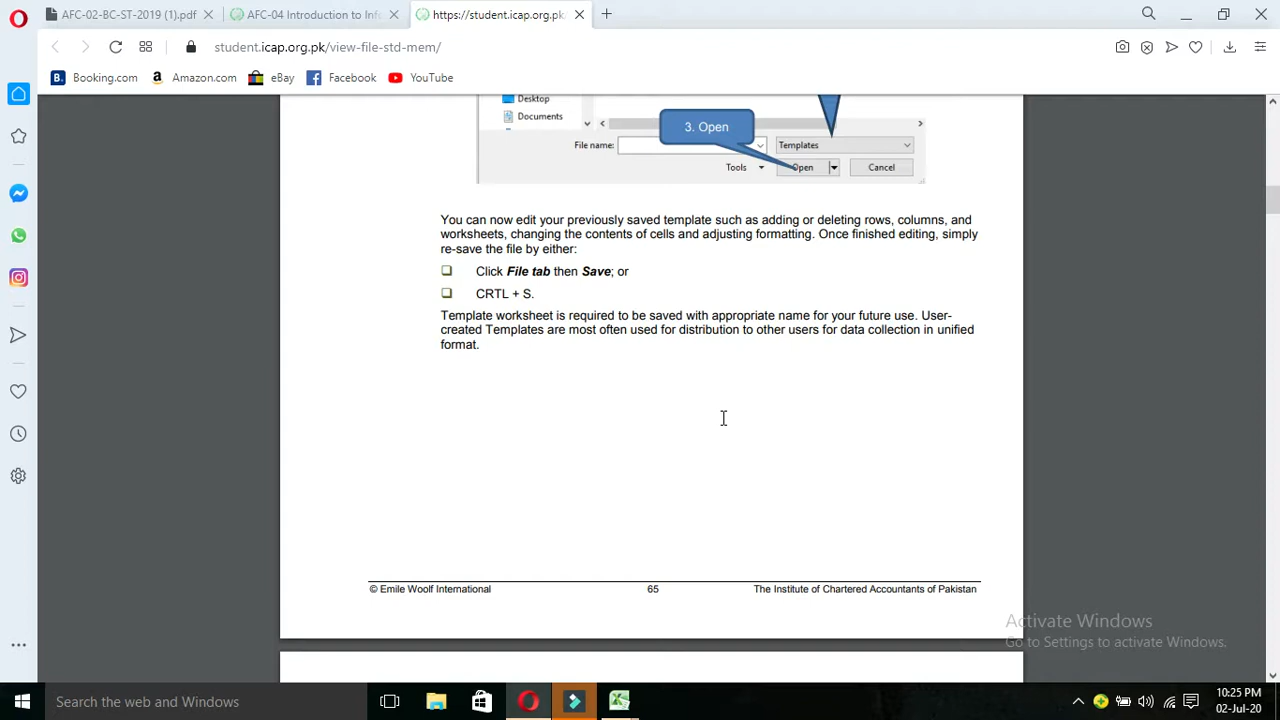 AFC-02-BC-ST-2019 (1).pdf
AFC-04 Introduction to Inf
https://student.icap.org.pk
student.icap.org.pk/view-file-std-mem/
Booking.com
Amazon.com
eBay
Facebook
YouTube
Desktop
Documents
3. Open
File name:
Templates
Tools
Open
Cancel
You can now edit your previously saved template such as adding or deleting rows, columns, and
worksheets, changing the contents of cells and adjusting formatting. Once finished editing, simply
re-save the file by either:
Click File tab then Save; or
CRTL + S.
Template worksheet is required to be saved with appropriate name for your future use. User-
created Templates are most often used for distribution to other users for data collection in unified
format.
© Emile Woolf International
65
The Institute of Chartered Accountants of Pakistan
Activate Windows
Go to Settings to activate Windows.
Search the web and Windows
10:25 PM
02-Jul-20